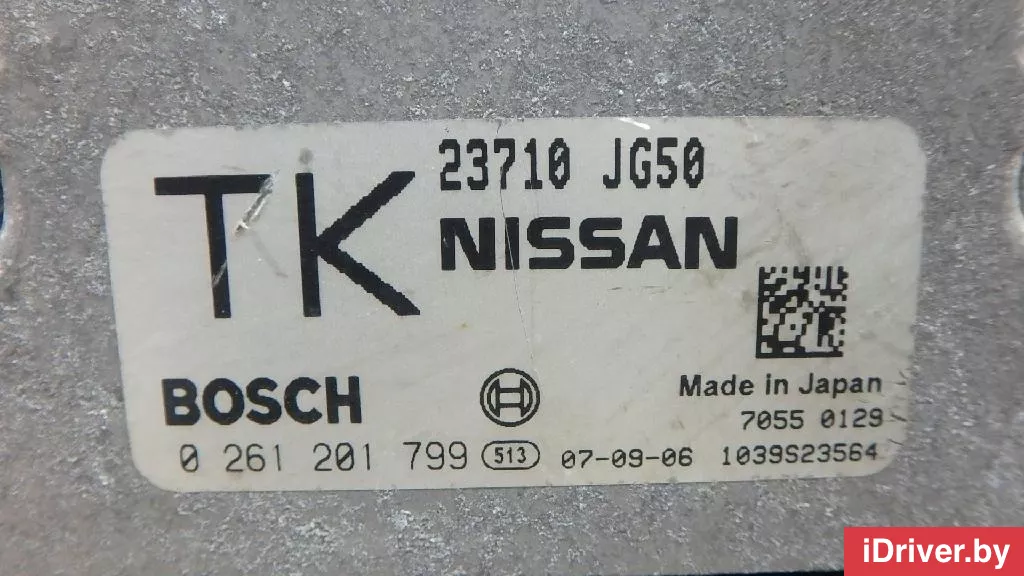 23710 JG50
TK
NISSAN
BOSCH
Made in Japan
7055 0129
0 261 201 799 513 07-09-06 1039S23564
iDriver.by